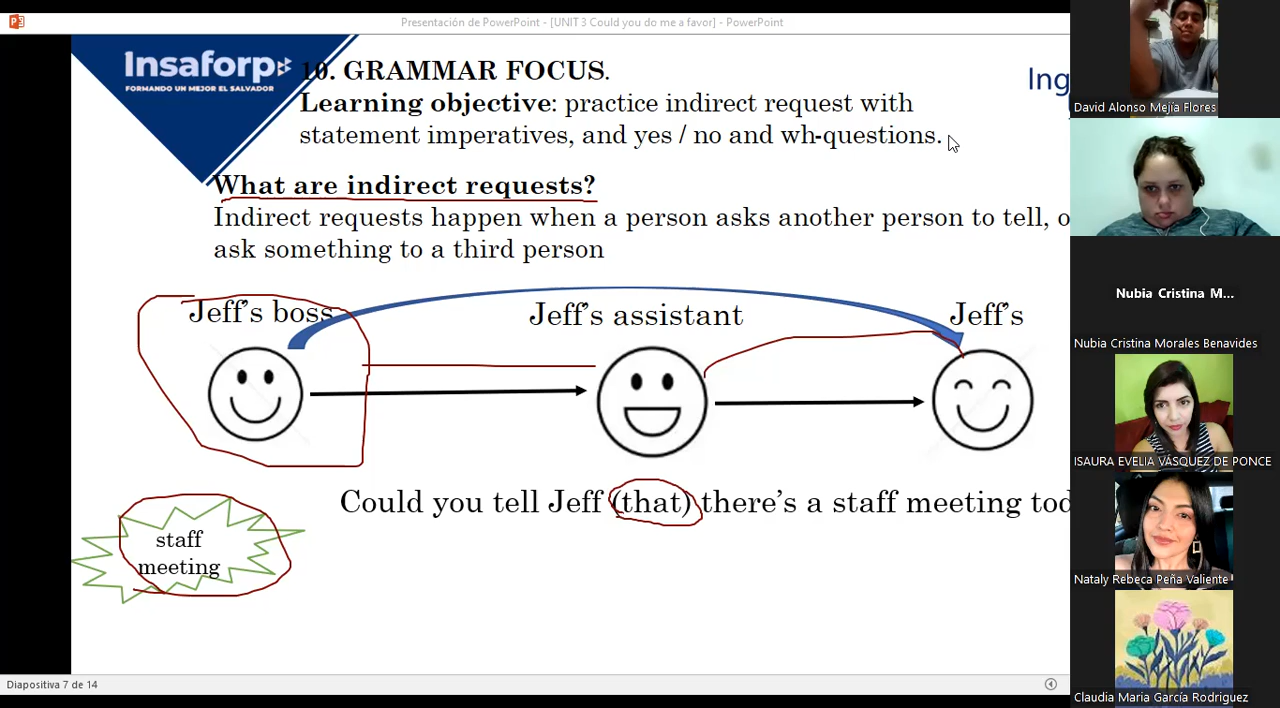 Presentación de PowerPoint - [UNIT 3 Could you do me a favor] - PowerPoint
Insaforp
FORMANDO UN MEJOR EL SALVADOR
10. GRAMMAR FOCUS.
Ing
Learning objective: practice indirect request with
statement imperatives, and yes / no and wh-questions.
What are indirect requests?
Indirect requests happen when a person asks another person to tell, o
ask something to a third person
Jeff's boss
Jeff's assistant
Jeff's
Could you tell Jeff (that) there's a staff meeting tod
staff
meeting
Diapositiva 7 de 14
David Alonso Mejía Flores
Nubia Cristina M...
Nubia Cristina Morales Benavides
ISAURA EVELIA VÁSQUEZ DE PONCE
Nataly Rebeca Peña Valiente
Claudia María García Rodriguez